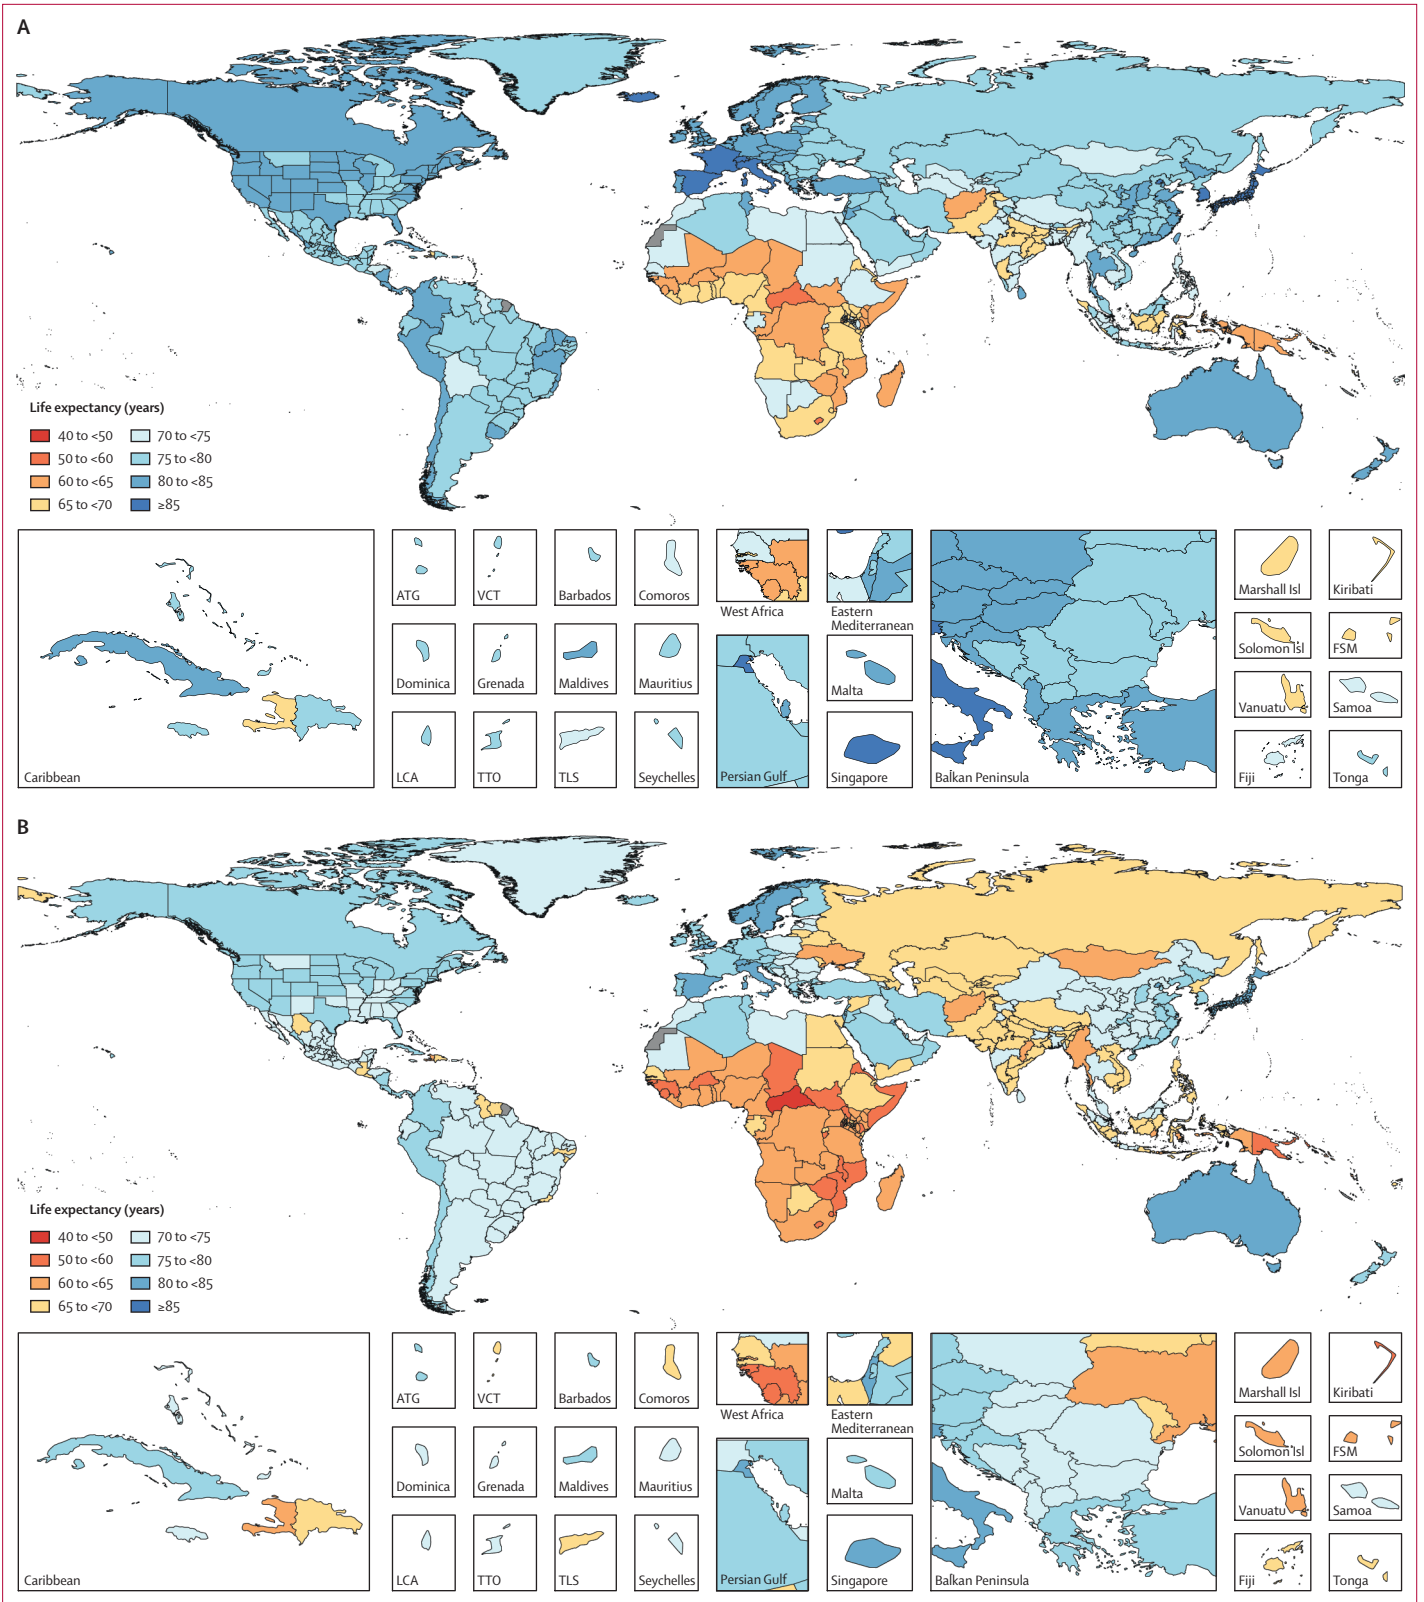 A
Life expectancy (years)
40 to <50
70 to <75
50 to <60
75 to <80
60 to <65
80 to <85
65 to <70
≥85
Caribbean
ATG
VCT
Barbados
Comoros
Dominica
Grenada
Maldives
Mauritius
LCA
TTO
TLS
Seychelles
West Africa
Eastern
Mediterranean
Persian Gulf
Malta
Singapore
Balkan Peninsula
Marshall Isl
Kiribati
Solomon Isl
FSM
Vanuatu
Samoa
Fiji
Tonga
B
Life expectancy (years)
40 to <50
70 to <75
50 to <60
75 to <80
60 to <65
80 to <85
65 to <70
≥85
Caribbean
ATG
VCT
Barbados
Comoros
Dominica
Grenada
Maldives
Mauritius
LCA
TTO
TLS
Seychelles
West Africa
Eastern
Mediterranean
Persian Gulf
Malta
Singapore
Balkan Peninsula
Marshall Isl
Kiribati
Solomon Isl
FSM
Vanuatu
Samoa
Fiji
Tonga